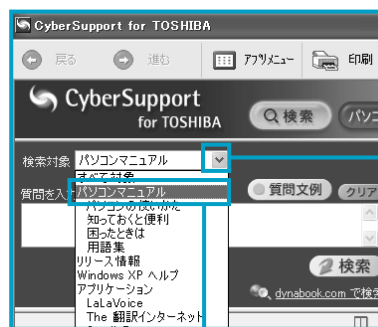 CyberSupport for TOSHIBA
戻る 進む アプリメニュー 印刷
CyberSupport
for TOSHIBA
検索 パソコ
検索対象 パソコンマニュアル
すべて対象
質問を入 パソコンマニュアル 質問文例 クリア
パソコンの使いかた
知っておくと便利
困ったときは
用語集
リリース情報
Windows XP ヘルプ 検索
アプリケーション
LaLaVoice dynabook.com で検索
The 翻訳インターネット